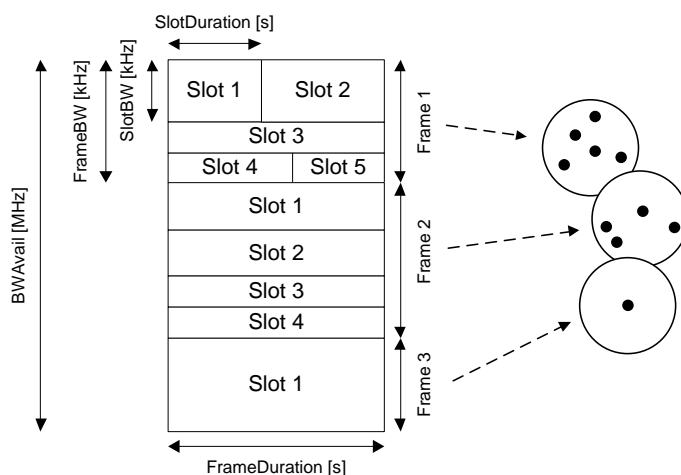 SlotDuration [s]
BWAvail [MHz]
FrameBW [kHz]
SlotBW [kHz]
Slot 1
Slot 2
Slot 3
Slot 4
Slot 5
Frame 1
Slot 1
Slot 2
Slot 3
Slot 4
Frame 2
Slot 1
Frame 3
FrameDuration [s]